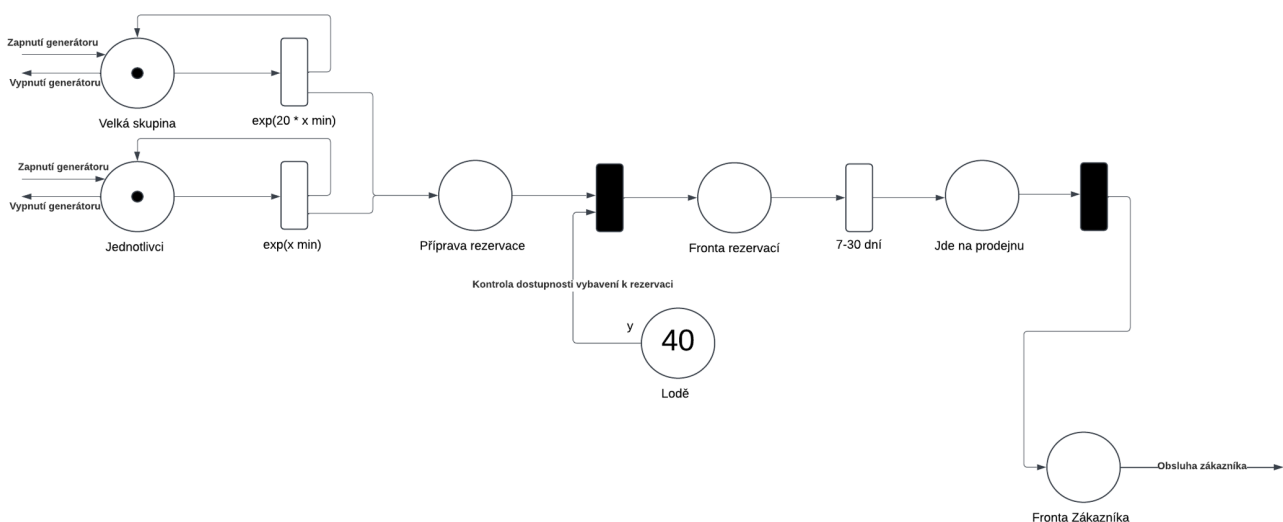 Zapnutí generátoru
Vypnutí generátoru
Velká skupina
exp(20 * x min)
Zapnutí generátoru
Vypnutí generátoru
Jednotlivci
exp(x min)
Příprava rezervace
Fronta rezervací
7-30 dní
Jde na prodejnu
Kontrola dostupnosti vybavení k rezervaci
y
40
Lodě
Obsluha zákazníka
Fronta Zákazníka